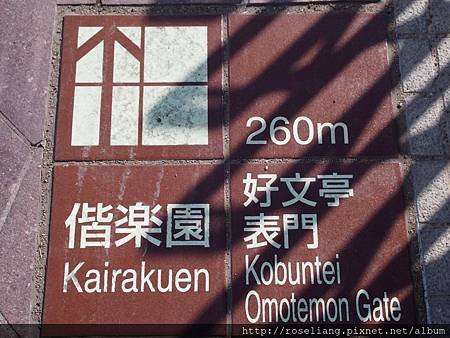 260m
偕楽園
Kairakuen
好文亭
表門
Kobuntei
Omotemon Gate
http://roseliang.pixnet.net/album